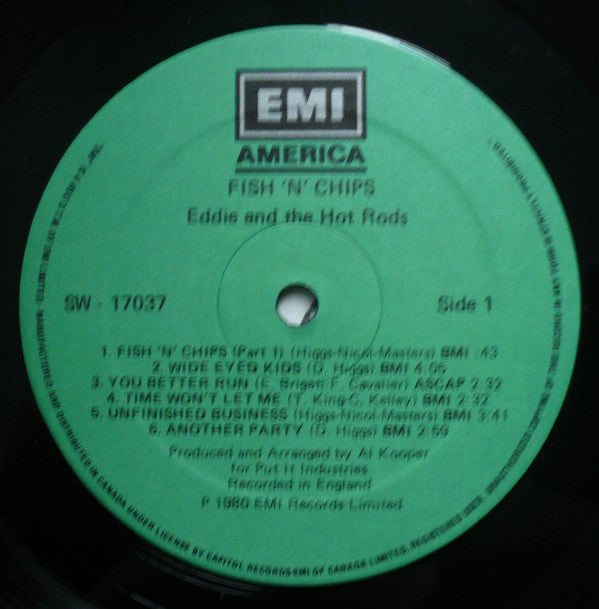 EMI
AMERICA
FISH 'N' CHIPS
Eddie and the Hot Rods
SW - 17037
Side 1
1. FISH 'N' CHIPS (Part 1) (Higgs-Nicol-Masters) BMI :43
2. WIDE EYED KIDS (D. Higgs) BMI 4:05
3. YOU BETTER RUN (E. Brigati-F. Cavalier) ASCAP 2:32
4. TIME WON'T LET ME (T. King-C. Kelley) BMI 2:32
5. UNFINISHED BUSINESS (Higgs-Nicol-Masters) BMI 3:41
6. ANOTHER PARTY (D. Higgs) BMI 2:59
Produced and Arranged by Al Kooper
for Put It Industries
Recorded in England
P 1980 EMI Records Limited
MANUFACTURED AND DISTRIBUTED IN CANADA UNDER LICENSE BY CAPITOL RECORDS-EMI OF CANADA LIMITED. REGISTERED USER. UNAUTHORIZED COPYING